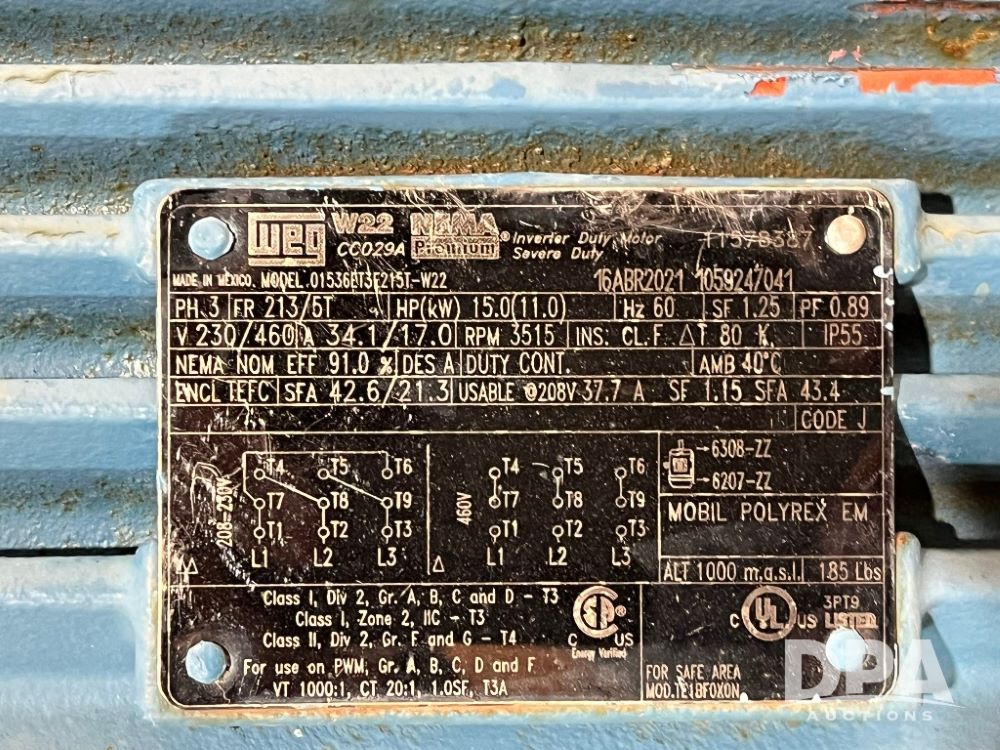 WEG W22 NEMA Premium ® Inverter Duty Motor 11578387
CC029A Severe Duty
MADE IN MEXICO. MODEL 01536ET3E215T-W22 16ABR2021 1059247041
PH 3 FR 213/5T HP(kW) 15.0(11.0) Hz 60 SF 1.25 PF 0.89
V 230/460 A 34.1/17.0 RPM 3515 INS. CL. F △T 80 K, IP55
NEMA NOM EFF 91.0 % DES A DUTY CONT. AMB 40°C
ENCL TEFC SFA 42.6/21.3 USABLE @208V 37.7 A SF 1.15 SFA 43.4
CODE J
208-230V T4 T5 T6
T7 T8 T9
T1 T2 T3
△△ L1 L2 L3
460V T4 T5 T6
T7 T8 T9
T1 T2 T3
△ L1 L2 L3
6308-ZZ
6207-ZZ
MOBIL POLYREX EM
ALT 1000 m.a.s.l. 185 Lbs
Class I, Div 2, Gr. A, B, C and D - T3
Class I, Zone 2, IIC - T3
Class II, Div 2, Gr. F and G - T4
For use on PWM, Gr. A, B, C, D and F
VT 1000:1, CT 20:1, 1.0SF, T3A
C SP ® US
Energy Verified
C UL US 3PT9
LISTED
FOR SAFE AREA
MOD.TE1BF0X0N
DPA
AUCTIONS